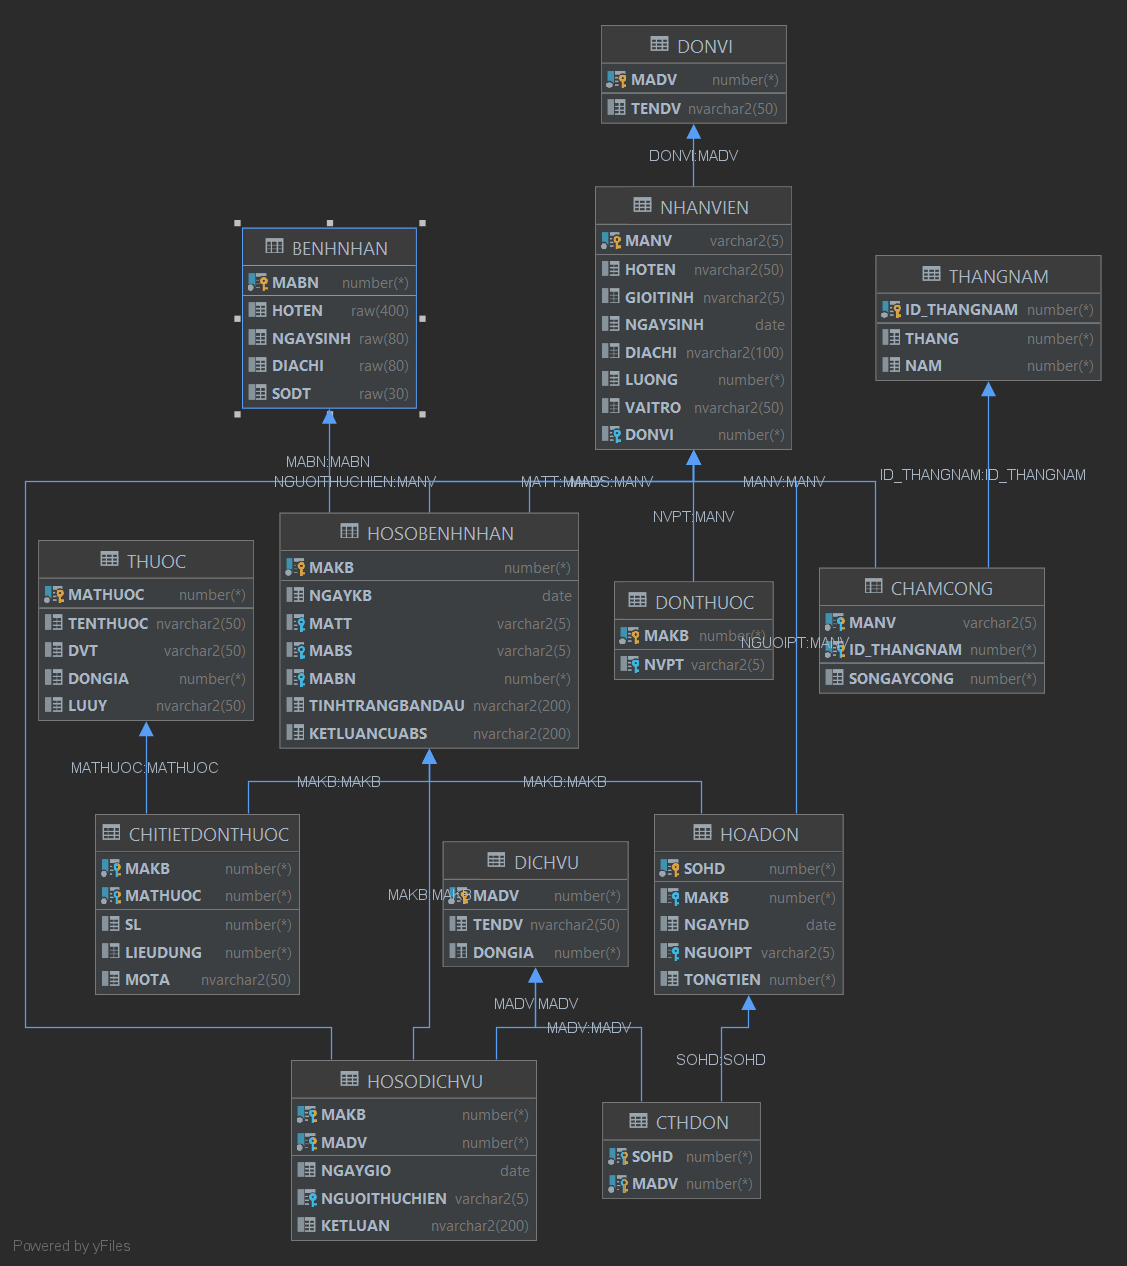 DONVI
MADV number(*)
TENDV nvarchar2(50)
DONVI:MADV
NHANVIEN
MANV varchar2(5)
HOTEN nvarchar2(50)
GIOITINH nvarchar2(5)
NGAYSINH date
DIACHI nvarchar2(100)
LUONG number(*)
VAITRO nvarchar2(50)
DONVI number(*)
BENHNHAN
MABN number(*)
HOTEN raw(400)
NGAYSINH raw(80)
DIACHI raw(80)
SODT raw(30)
THANGNAM
ID_THANGNAM number(*)
THANG number(*)
NAM number(*)
MABN:MABN
NGUOITHUCHIEN:MANV
MATT:MANV
MABS:MANV
MANV:MANV
ID_THANGNAM:ID_THANGNAM
NVPT:MANV
HOSOBENHNHAN
MAKB number(*)
NGAYKB date
MATT varchar2(5)
MABS varchar2(5)
MABN number(*)
TINHTRANGBANDAU nvarchar2(200)
KETLUANCUABS nvarchar2(200)
THUOC
MATHUOC number(*)
TENTHUOC nvarchar2(50)
DVT varchar2(50)
DONGIA number(*)
LUUY nvarchar2(50)
DONTHUOC
MAKB number(*)
NVPT varchar2(5)
NGUOIPT:MANV
CHAMCONG
MANV varchar2(5)
ID_THANGNAM number(*)
SONGAYCONG number(*)
MATHUOC:MATHUOC
MAKB:MAKB
MAKB:MAKB
CHITIETDONTHUOC
MAKB number(*)
MATHUOC number(*)
SL number(*)
LIEUDUNG number(*)
MOTA nvarchar2(50)
MAKB:MAKB
DICHVU
MADV number(*)
TENDV nvarchar2(50)
DONGIA number(*)
HOADON
SOHD number(*)
MAKB number(*)
NGAYHD date
NGUOIPT varchar2(5)
TONGTIEN number(*)
MADV:MADV
MADV:MADV
SOHD:SOHD
HOSODICHVU
MAKB number(*)
MADV number(*)
NGAYGIO date
NGUOITHUCHIEN varchar2(5)
KETLUAN nvarchar2(200)
CTHDON
SOHD number(*)
MADV number(*)
Powered by yFiles